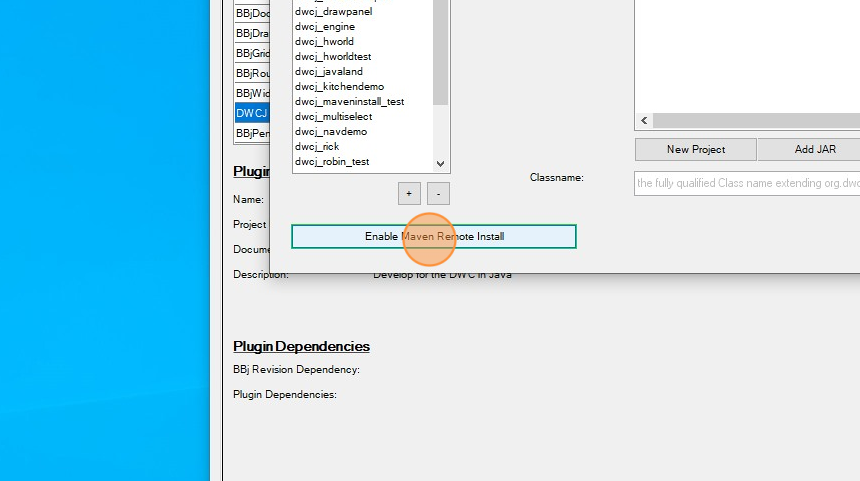 BBjDoc
BBjDra
BBjGrid
BBjRou
BBjWid
DWCJ
BBjPer
dwcj_drawpanel
dwcj_engine
dwcj_hworld
dwcj_hworldtest
dwcj_javaland
dwcj_kitchendemo
dwcj_maveninstall_test
dwcj_multiselect
dwcj_navdemo
dwcj_rick
dwcj_robin_test
+ -
Enable Maven Remote Install
New Project Add JAR
Classname: the fully qualified Class name extending org.dwc
Plugin
Name:
Project
Docume
Description: Develop for the DWC in Java
Plugin Dependencies
BBj Revision Dependency:
Plugin Dependencies: